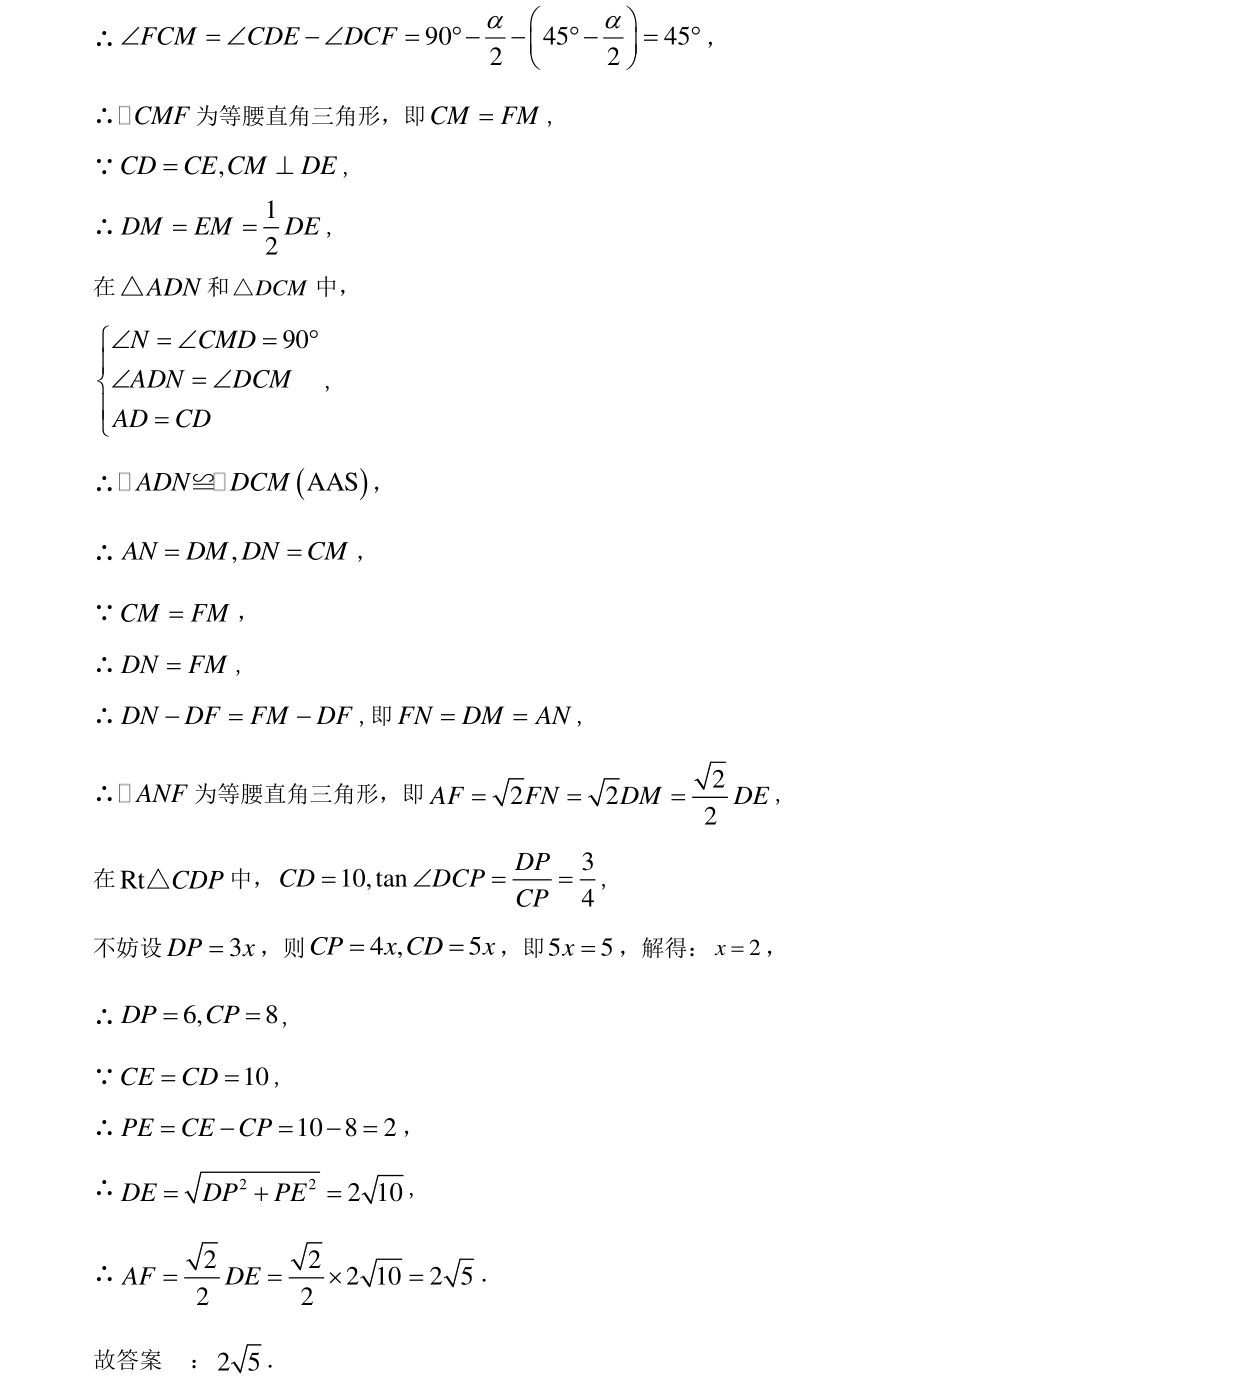 ∴ ∠FCM = ∠CDE − ∠DCF = 90° − α/2 − (45° − α/2) = 45°，
∴ □CMF 为等腰直角三角形，即 CM = FM，
∵ CD = CE, CM ⊥ DE，
∴ DM = EM = 1/2 DE，
在 △ADN 和 △DCM 中，
{∠N = ∠CMD = 90°
∠ADN = ∠DCM ，
AD = CD
∴ □ADN≌□DCM (AAS)，
∴ AN = DM, DN = CM，
∵ CM = FM，
∴ DN = FM，
∴ DN − DF = FM − DF，即 FN = DM = AN，
∴ □ANF 为等腰直角三角形，即 AF = √2FN = √2DM = √2/2 DE，
在 Rt△CDP 中，CD = 10, tan ∠DCP = DP/CP = 3/4，
不妨设 DP = 3x，则 CP = 4x, CD = 5x，即 5x = 5，解得：x = 2，
∴ DP = 6, CP = 8，
∵ CE = CD = 10，
∴ PE = CE − CP = 10 − 8 = 2，
∴ DE = √(DP² + PE²) = 2√10，
∴ AF = √2/2 DE = √2/2 × 2√10 = 2√5．
故答案 ：2√5．